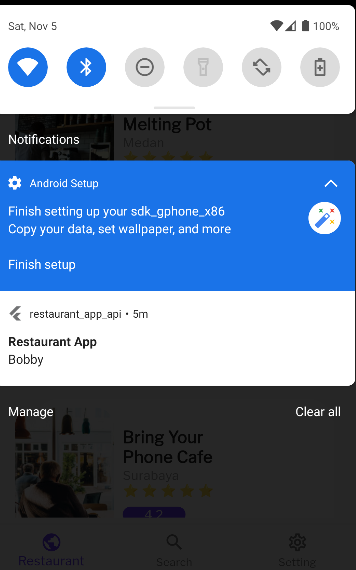 Sat, Nov 5
100%
Melting Pot
Medan
Notifications
Android Setup
Finish setting up your sdk_gphone_x86
Copy your data, set wallpaper, and more
Finish setup
restaurant_app_api • 5m
Restaurant App
Bobby
Manage
Clear all
Bring Your
Phone Cafe
Surabaya
4.2
Restaurant
Search
Setting